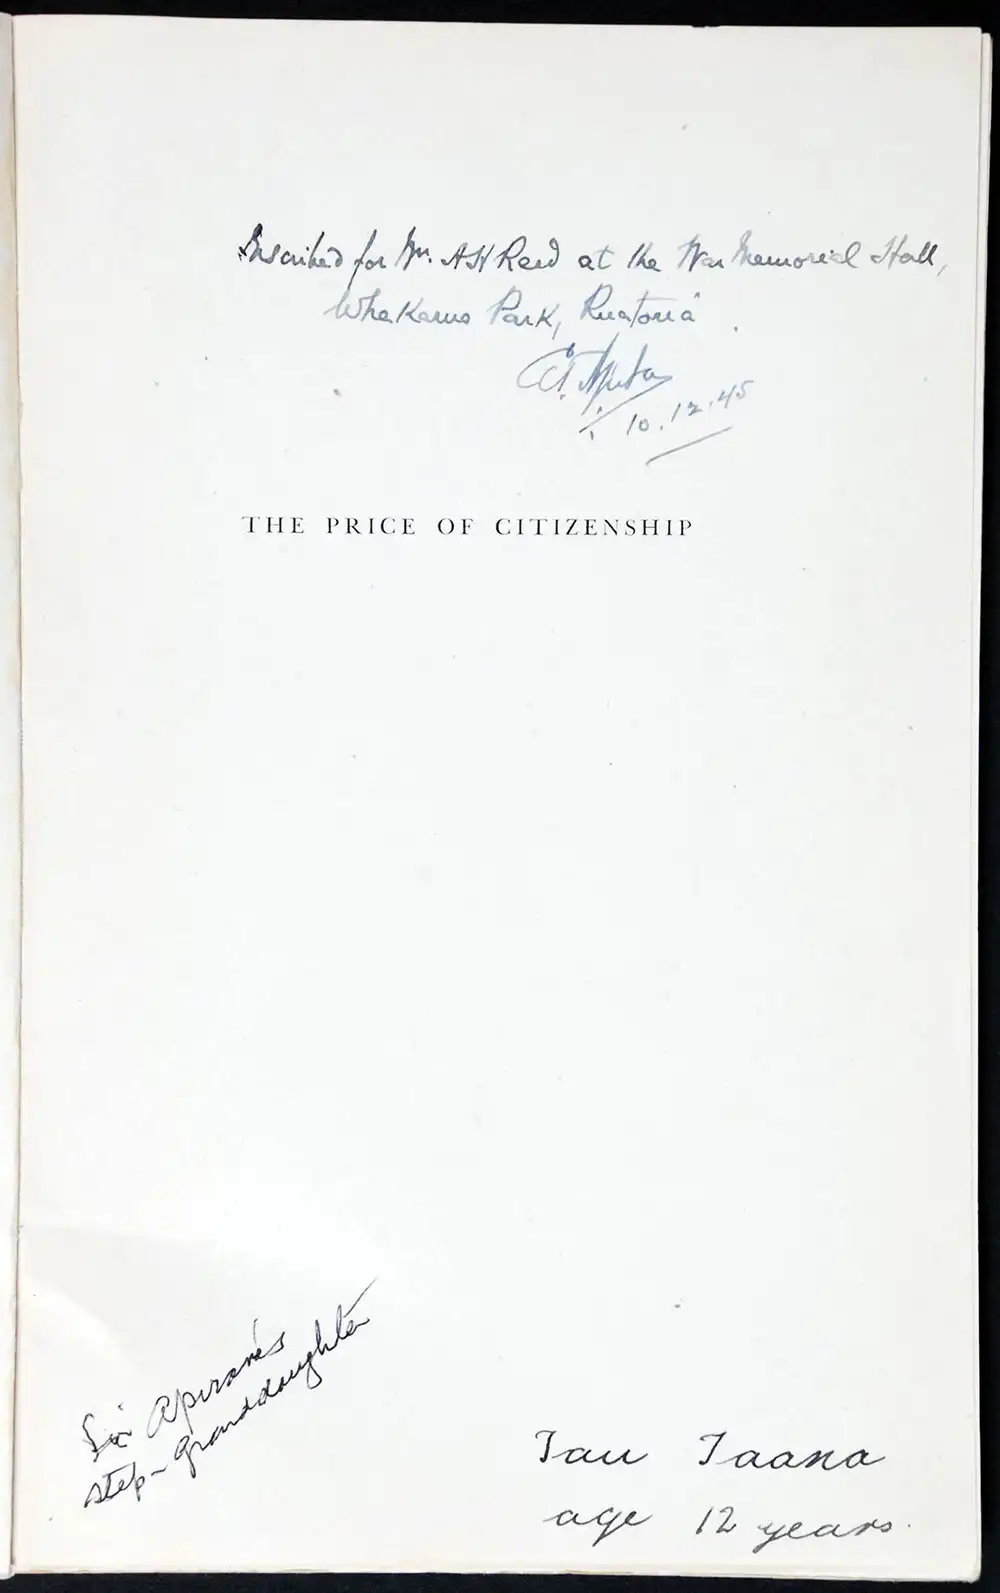 Inscribed for Mr. A H Reed at the War Memorial Hall,
Whakarua Park, Ruatoria
A. T. Ngata
10.12.45
THE PRICE OF CITIZENSHIP
Sir Apirana's
step-granddaughter
Tau Taana
age 12 years.